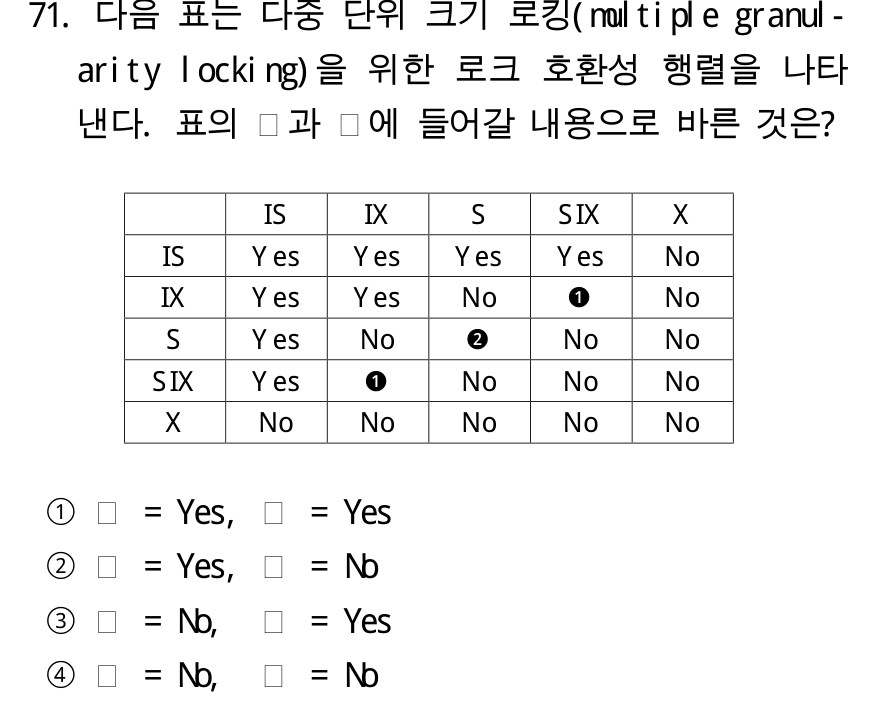 71. 다음 표는 다중 단위 크기 로킹(multiple granul-
arity locking)을 위한 로크 호환성 행렬을 나타
낸다. 표의 □과 □에 들어갈 내용으로 바른 것은?
IS IX S SIX X
IS Yes Yes Yes Yes No
IX Yes Yes No ❶ No
S Yes No ❷ No No
SIX Yes ❶ No No No
X No No No No No
① □ = Yes, □ = Yes
② □ = Yes, □ = No
③ □ = No, □ = Yes
④ □ = No, □ = No